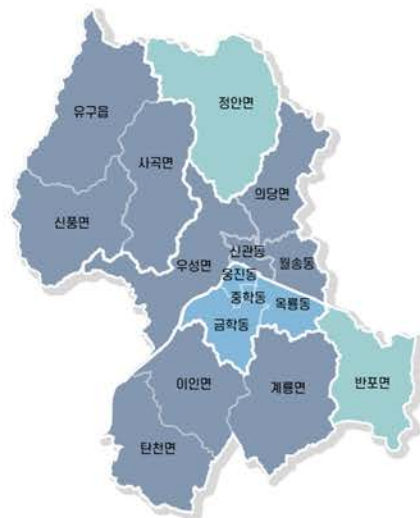 정안면
유구읍
사곡면
의당면
신풍면
신관동
우성면
월송동
웅진동
중학동
옥룡동
금학동
이인면
계룡면
반포면
탄천면